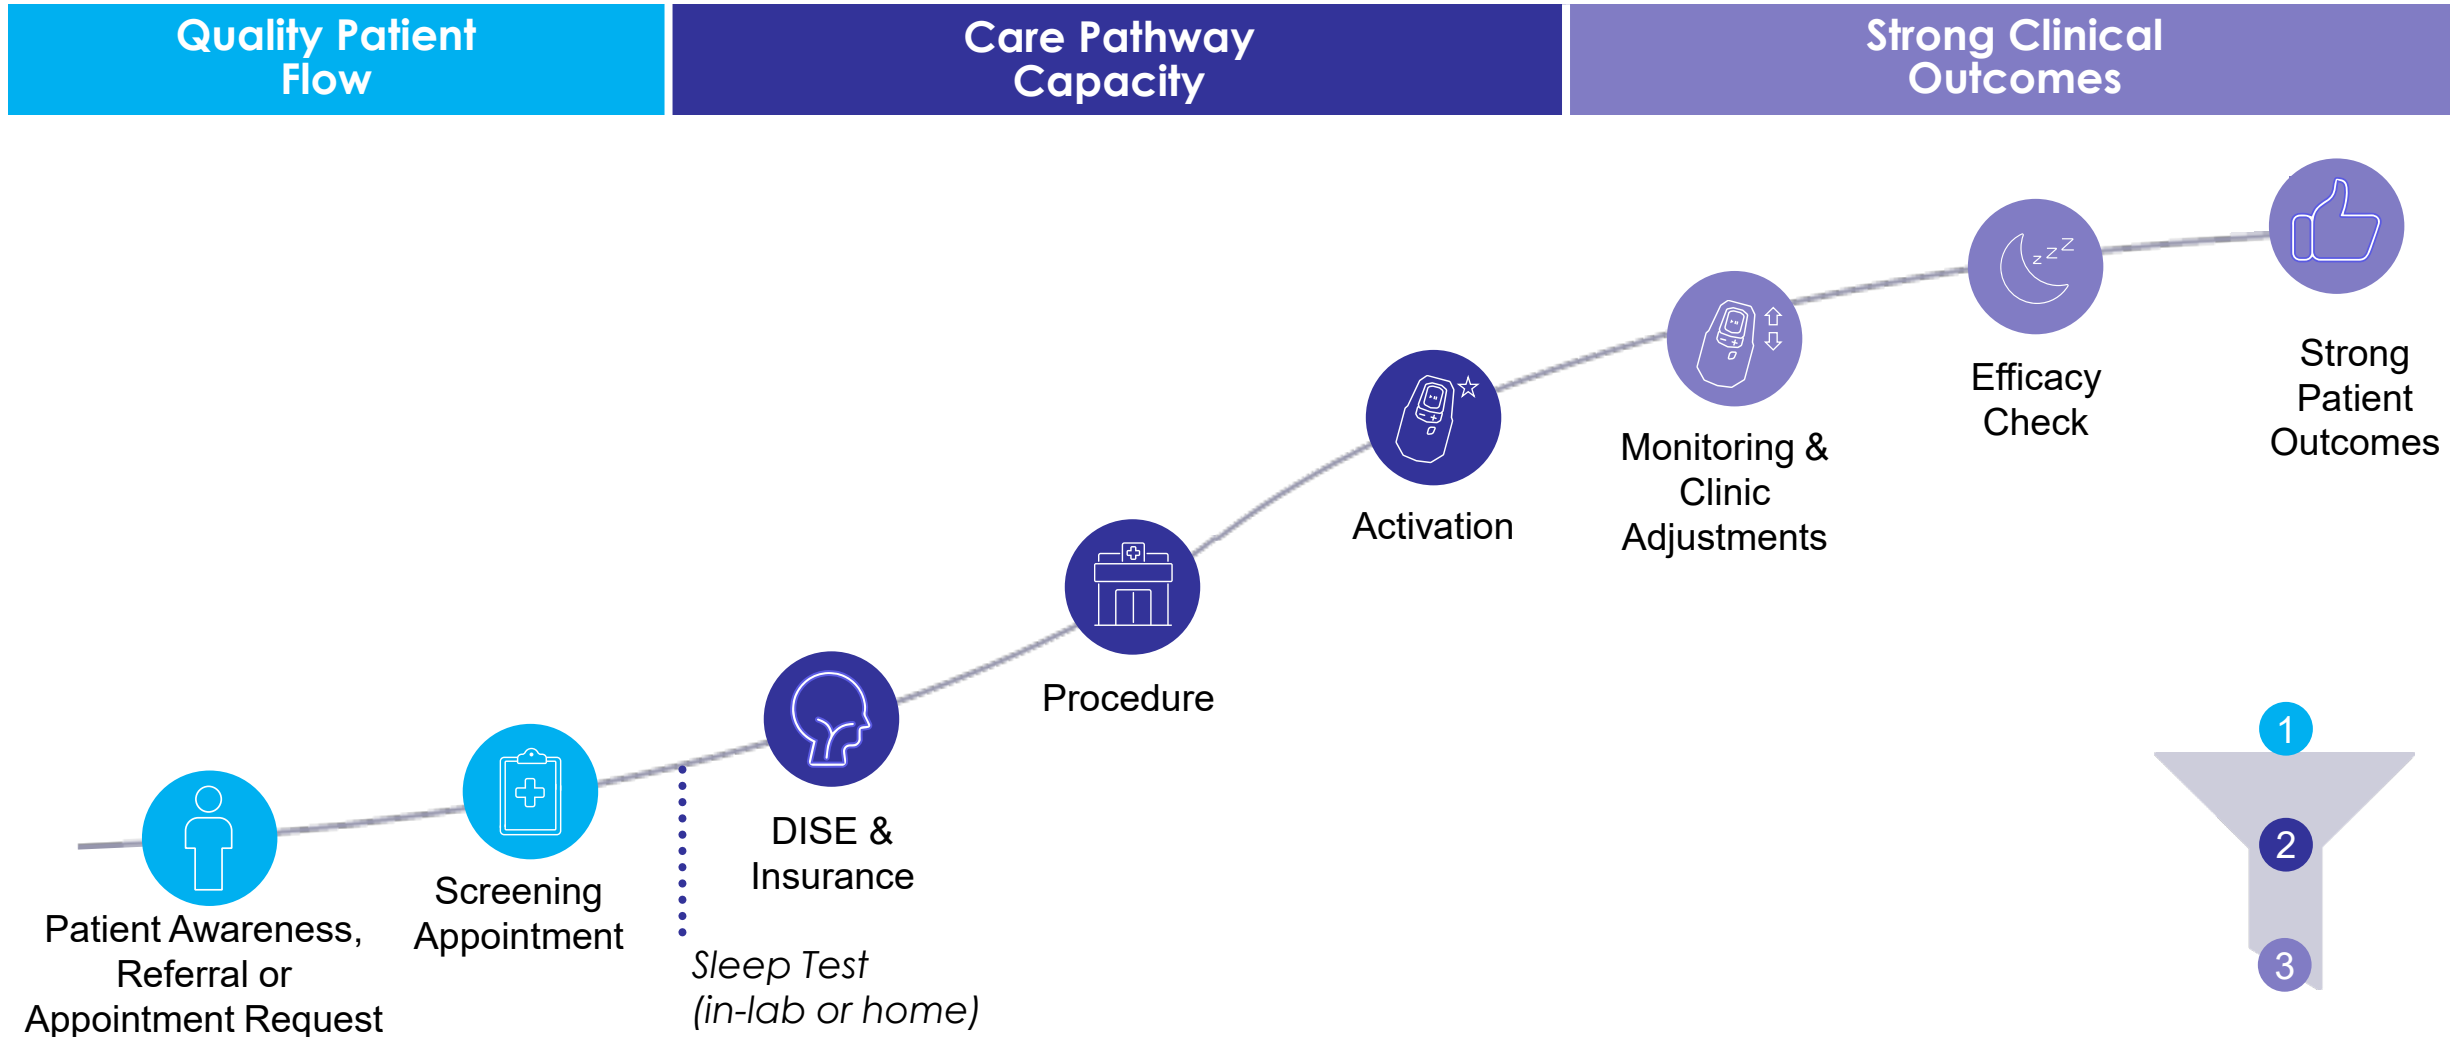 Quality Patient
Flow
Care Pathway
Capacity
Strong Clinical
Outcomes
Patient Awareness,
Referral or
Appointment Request
Screening
Appointment
Sleep Test
(in-lab or home)
DISE &
Insurance
Procedure
Activation
Monitoring &
Clinic
Adjustments
z z Z
Efficacy
Check
Strong
Patient
Outcomes
1
2
3